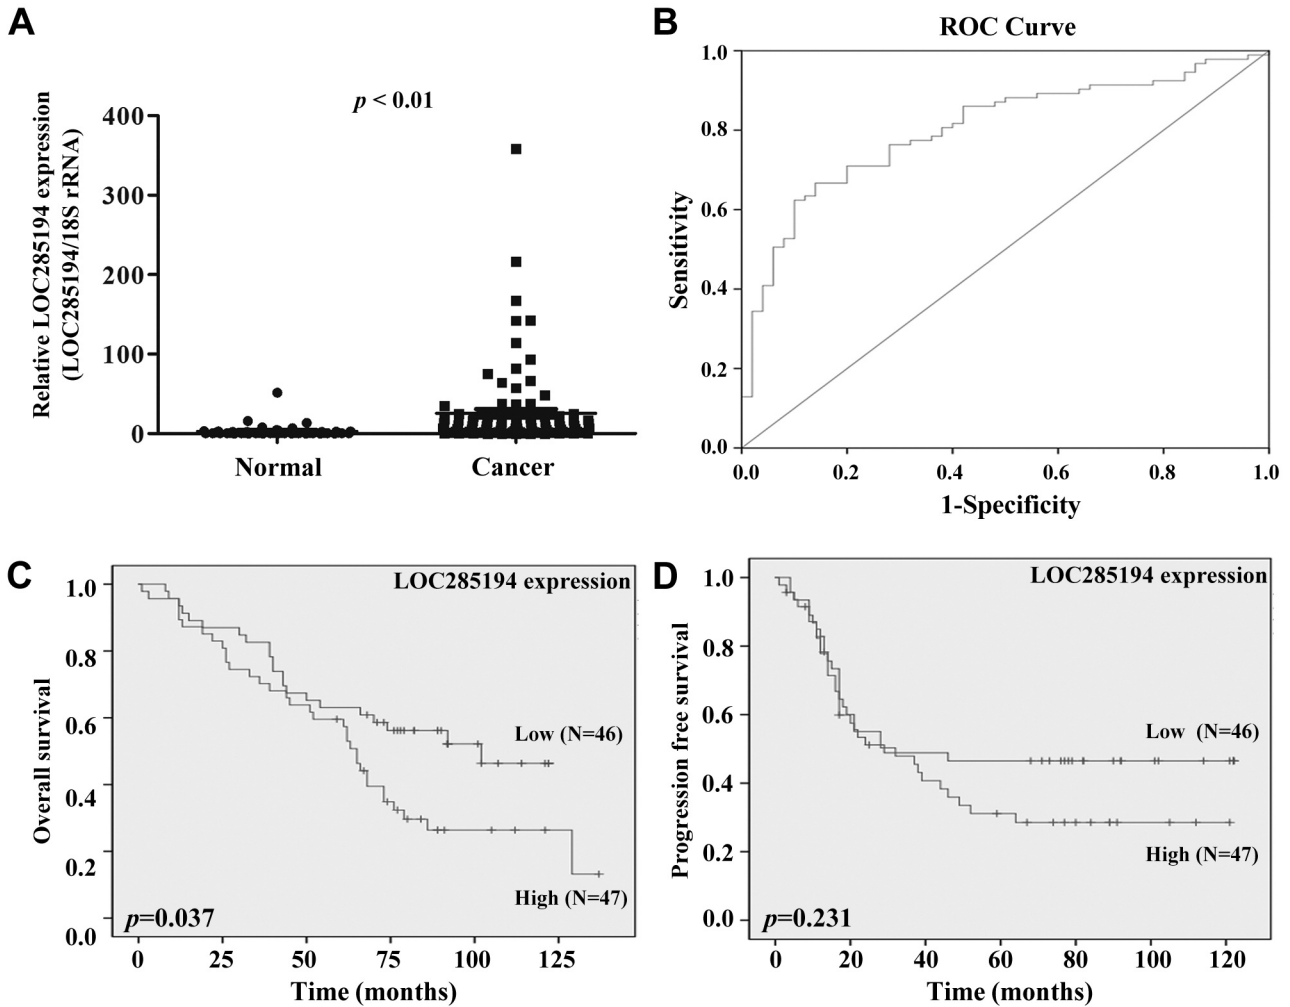 A
p < 0.01
Relative LOC285194 expression
(LOC285194/18S rRNA)
400
300
200
100
0
Normal
Cancer
B
ROC Curve
Sensitivity
1.0
0.8
0.6
0.4
0.2
0.0
0.0 0.2 0.4 0.6 0.8 1.0
1-Specificity
C
LOC285194 expression
Overall survival
1.0
0.8
0.6
0.4
0.2
0.0
Low (N=46)
High (N=47)
p=0.037
0 25 50 75 100 125
Time (months)
D
LOC285194 expression
Progression free survival
1.0
0.8
0.6
0.4
0.2
0.0
Low (N=46)
High (N=47)
p=0.231
0 20 40 60 80 100 120
Time (months)